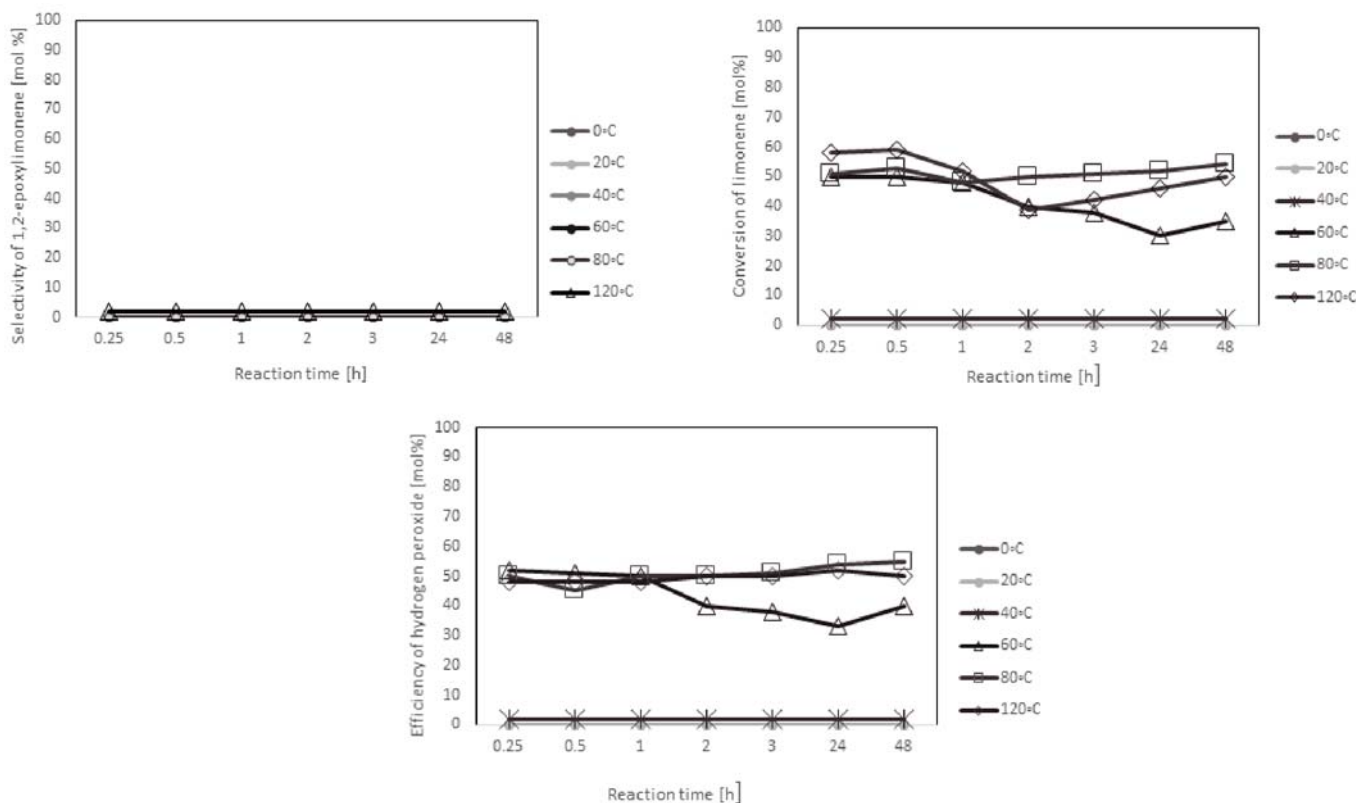 Selectivity of 1,2-epoxylimonene [mol %]
100
90
80
70
60
50
40
30
20
10
0
0.25 0.5 1 2 3 24 48
Reaction time [h]
0◦C
20◦C
40◦C
60◦C
80◦C
120◦C
Conversion of limonene [mol%]
100
90
80
70
60
50
40
30
20
10
0
0.25 0.5 1 2 3 24 48
Reaction time [h]
0◦C
20◦C
40◦C
60◦C
80◦C
120◦C
Efficiency of hydrogen peroxide [mol%]
100
90
80
70
60
50
40
30
20
10
0
0.25 0.5 1 2 3 24 48
Reaction time [h]
0◦C
20◦C
40◦C
60◦C
80◦C
120◦C